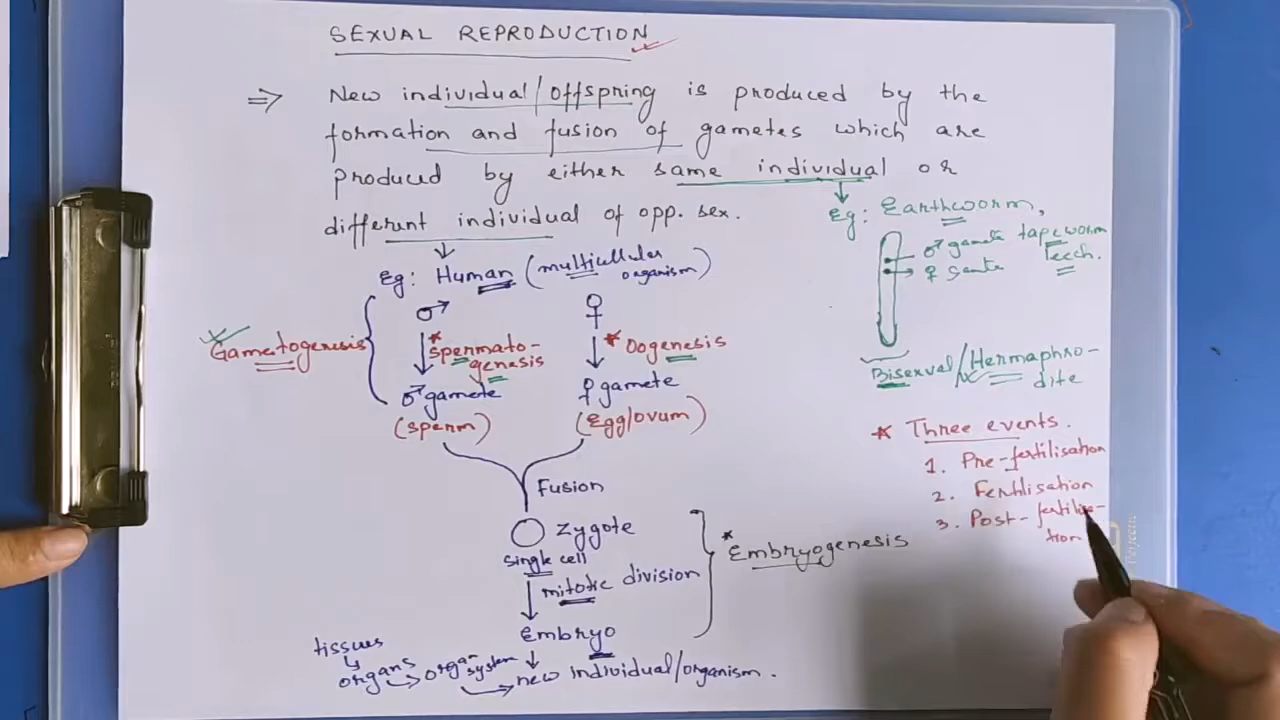 SEXUAL REPRODUCTION
⇒ New individual/offspring is produced by the
formation and fusion of gametes which are
produced by either same individual or
different individual of opp. sex.
Eg: Earthworm,
tapeworm
Leech.
♂ gamete
♀ gamete
Bisexual/Hermaphro-
dite
Eg: Human (multicellular
organism)
♂
♀
Gametogenesis
* Spermato-
genesis
* Oogenesis
♂ gamete
♀ gamete
(sperm)
(Egg/ovum)
Fusion
Zygote
single cell
mitotic division
* Embryogenesis
Embryo
tissues
organs → organ system
→ new individual/organism.
* Three events.
1. Pre-fertilisation
2. Fertilisation
3. Post-fertilisa-
tion